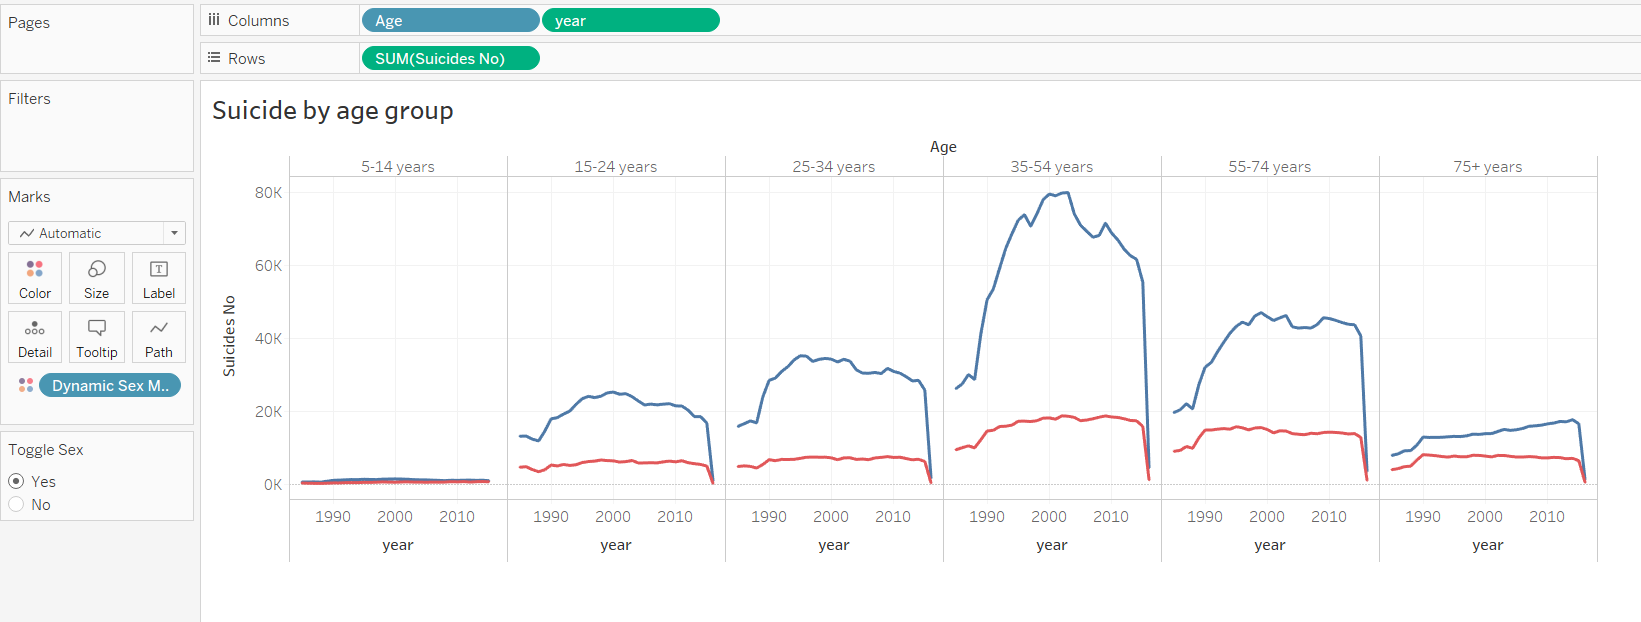 Pages
Columns
Age
year
Rows
SUM(Suicides No)
Filters
Marks
Automatic
Color
Size
Label
Detail
Tooltip
Path
Dynamic Sex M..
Toggle Sex
Yes
No
Suicide by age group
Age
5-14 years
15-24 years
25-34 years
35-54 years
55-74 years
75+ years
Suicides No
80K
60K
40K
20K
0K
1990 2000 2010
1990 2000 2010
1990 2000 2010
1990 2000 2010
1990 2000 2010
1990 2000 2010
year
year
year
year
year
year